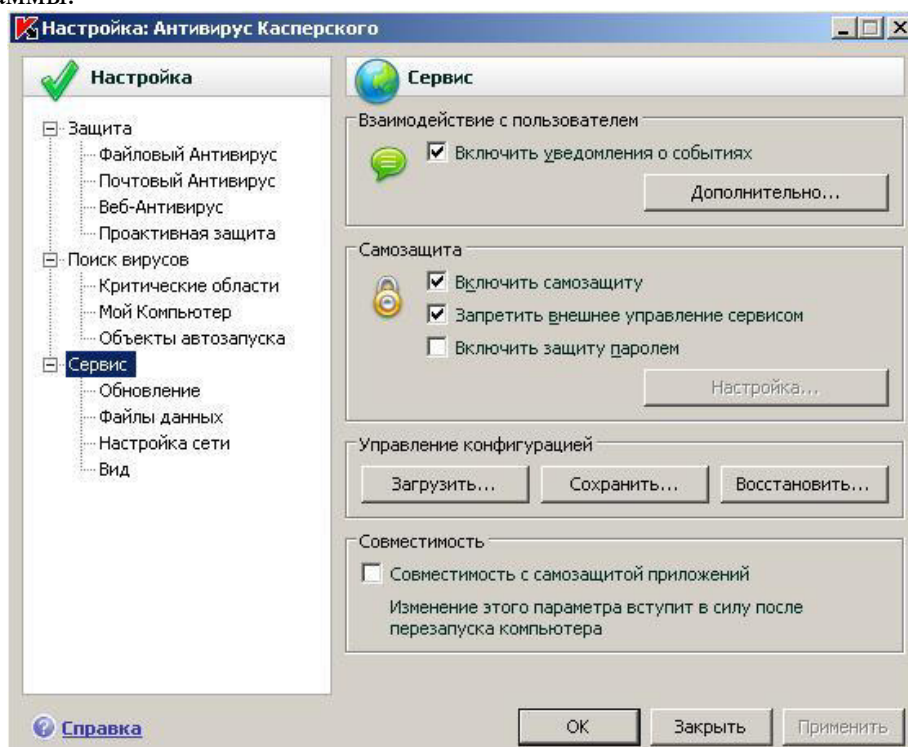 Настройка: Антивирус Касперского
Настройка
Защита
Файловый Антивирус
Почтовый Антивирус
Веб-Антивирус
Проактивная защита
Поиск вирусов
Критические области
Мой Компьютер
Объекты автозапуска
Сервис
Обновление
Файлы данных
Настройка сети
Вид
Сервис
Взаимодействие с пользователем
Включить уведомления о событиях
Дополнительно...
Самозащита
Включить самозащиту
Запретить внешнее управление сервисом
Включить защиту паролем
Настройка...
Управление конфигурацией
Загрузить...
Сохранить...
Восстановить...
Совместимость
Совместимость с самозащитой приложений
Изменение этого параметра вступит в силу после
перезапуска компьютера
Справка
ОК
Закрыть
Применить